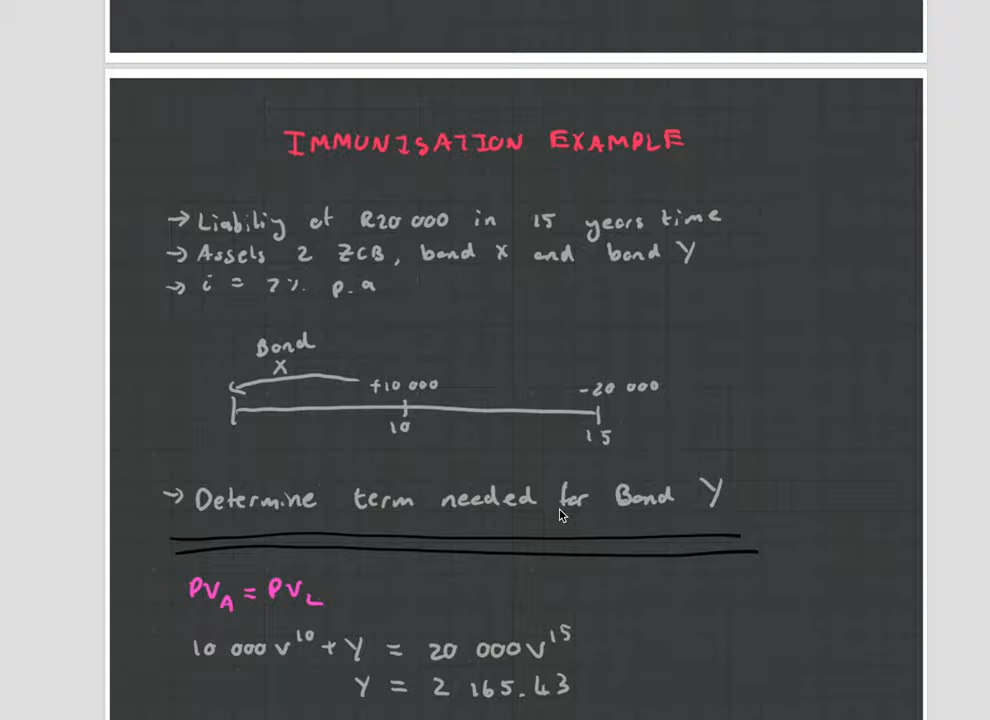 IMMUNISATION EXAMPLE
→ Liability of R20 000 in 15 years time
→ Assets 2 ZCB, bond X and bond Y
→ i = 7% p.a
Bond
X
+10 000
-20 000
10
15
→ Determine term needed for Bond Y
PV_A = PV_L
10 000v^10 + Y = 20 000v^15
Y = 2 165.43